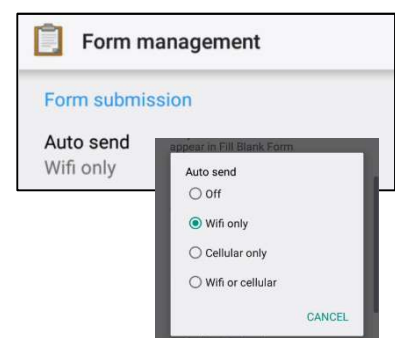 Form management
Form submission
Auto send
Wifi only
appear in Fill Blank Form
Auto send
Off
Wifi only
Cellular only
Wifi or cellular
CANCEL